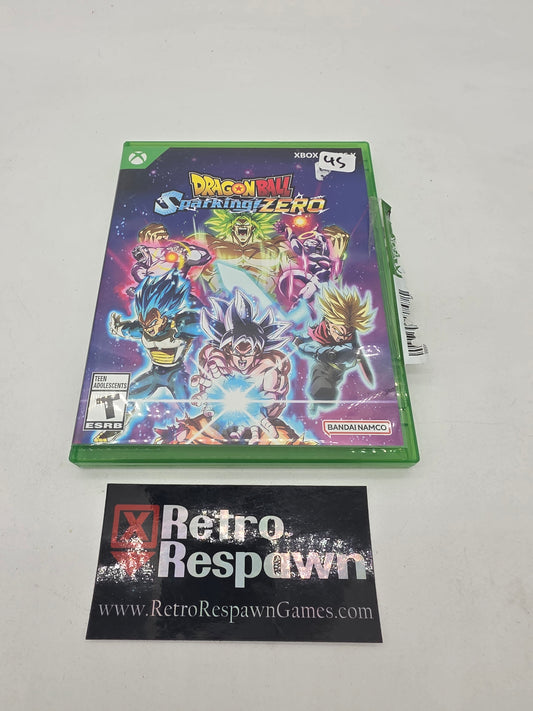 XBOX
45
DRAGON BALL
Sparking! ZERO
TEEN
ADOLESCENTS
T
ESRB
BANDAI NAMCO
Retro
Respawn
www.RetroRespawnGames.com